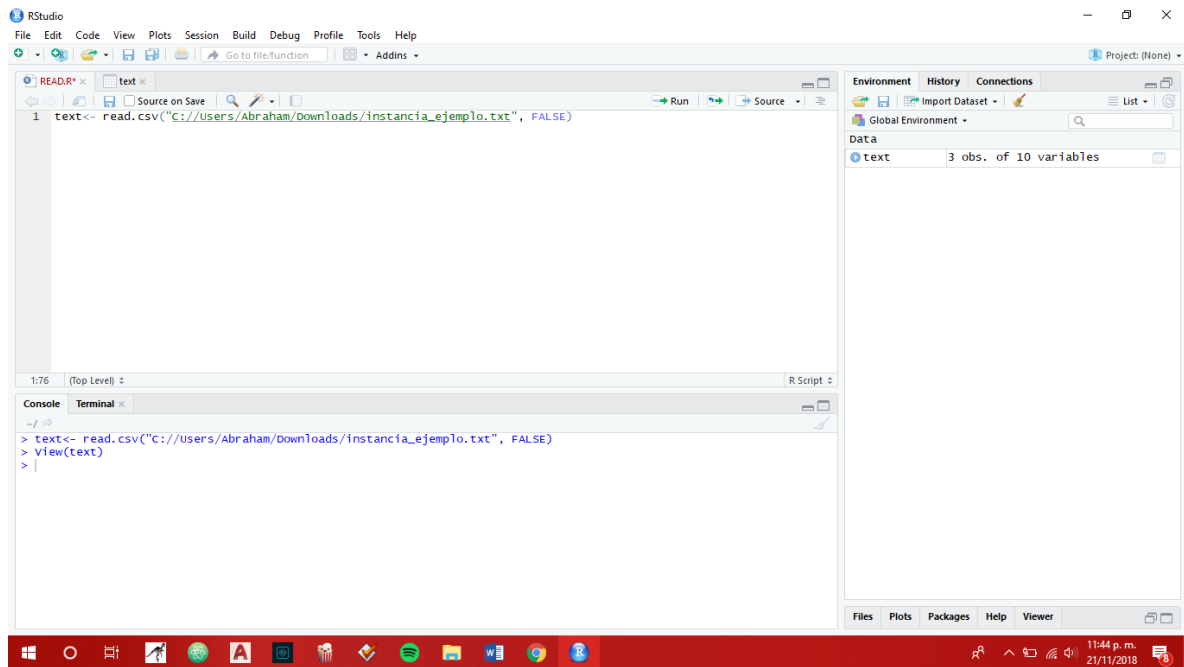 RStudio
File Edit Code View Plots Session Build Debug Profile Tools Help
Go to file/function
Addins
Project: (None)
READ.R*
text
Source on Save
Run
Source
1 text<- read.csv("C://Users/Abraham/Downloads/instancia_ejemplo.txt", FALSE)
1:76
(Top Level)
R Script
Console
Terminal
~/
> text<- read.csv("C://Users/Abraham/Downloads/instancia_ejemplo.txt", FALSE)
> View(text)
>
Environment
History
Connections
Import Dataset
List
Global Environment
Data
text
3 obs. of 10 variables
Files
Plots
Packages
Help
Viewer
11:44 p. m.
21/11/2018
8